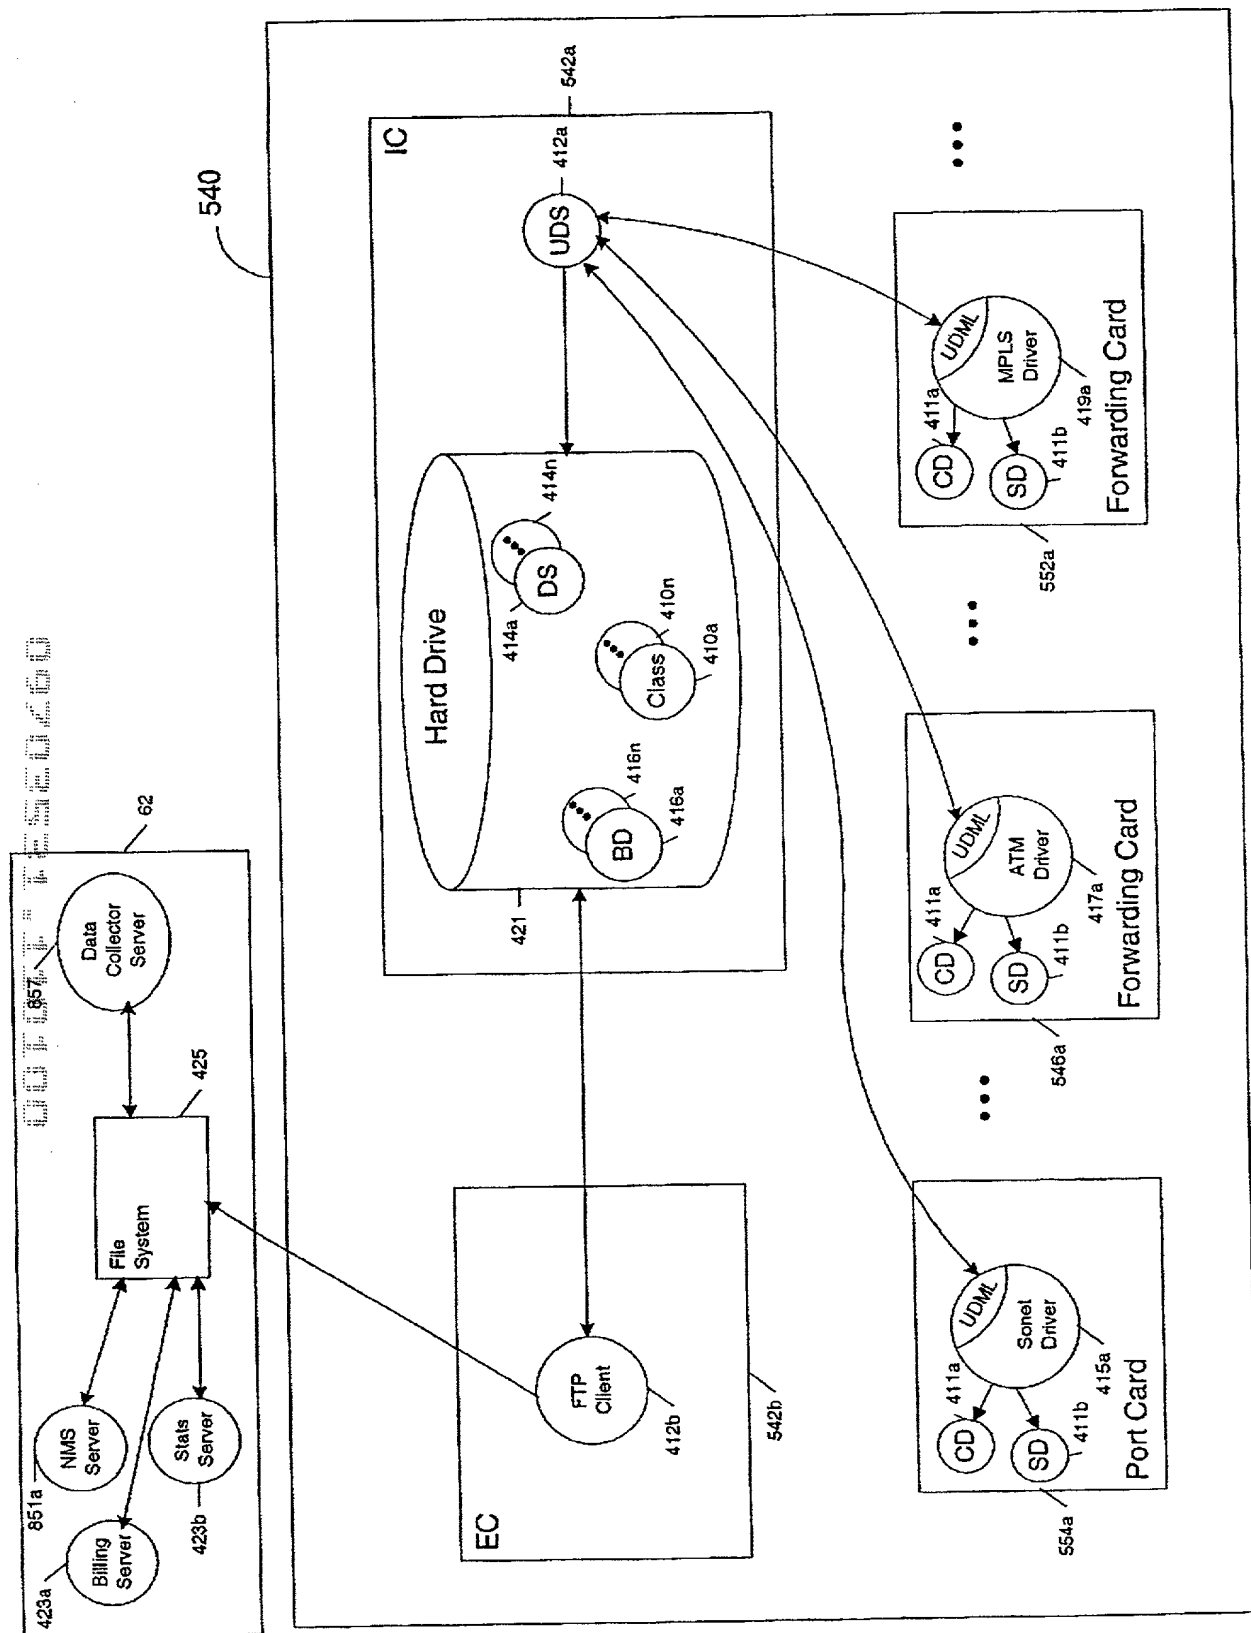 62
851a
NMS
Server
423a
Billing
Server
Stats
Server
423b
File
System
425
857
Data
Collector
Server
540
EC
FTP
Client
412b
542b
IC
542a
Hard Drive
421
BD
416n
416a
DS
414n
414a
Class
410n
410a
UDS
412a
Port Card
554a
CD
411a
SD
411b
UDML
Sonet
Driver
415a
•••
Forwarding Card
546a
CD
411a
SD
411b
UDML
ATM
Driver
417a
•••
Forwarding Card
552a
CD
411a
SD
411b
UDML
MPLS
Driver
419a
•••